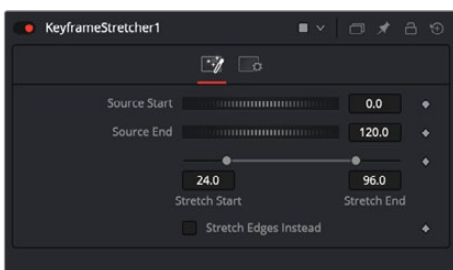 KeyframeStretcher1
Source Start 0.0
Source End 120.0
24.0 96.0
Stretch Start Stretch End
Stretch Edges Instead